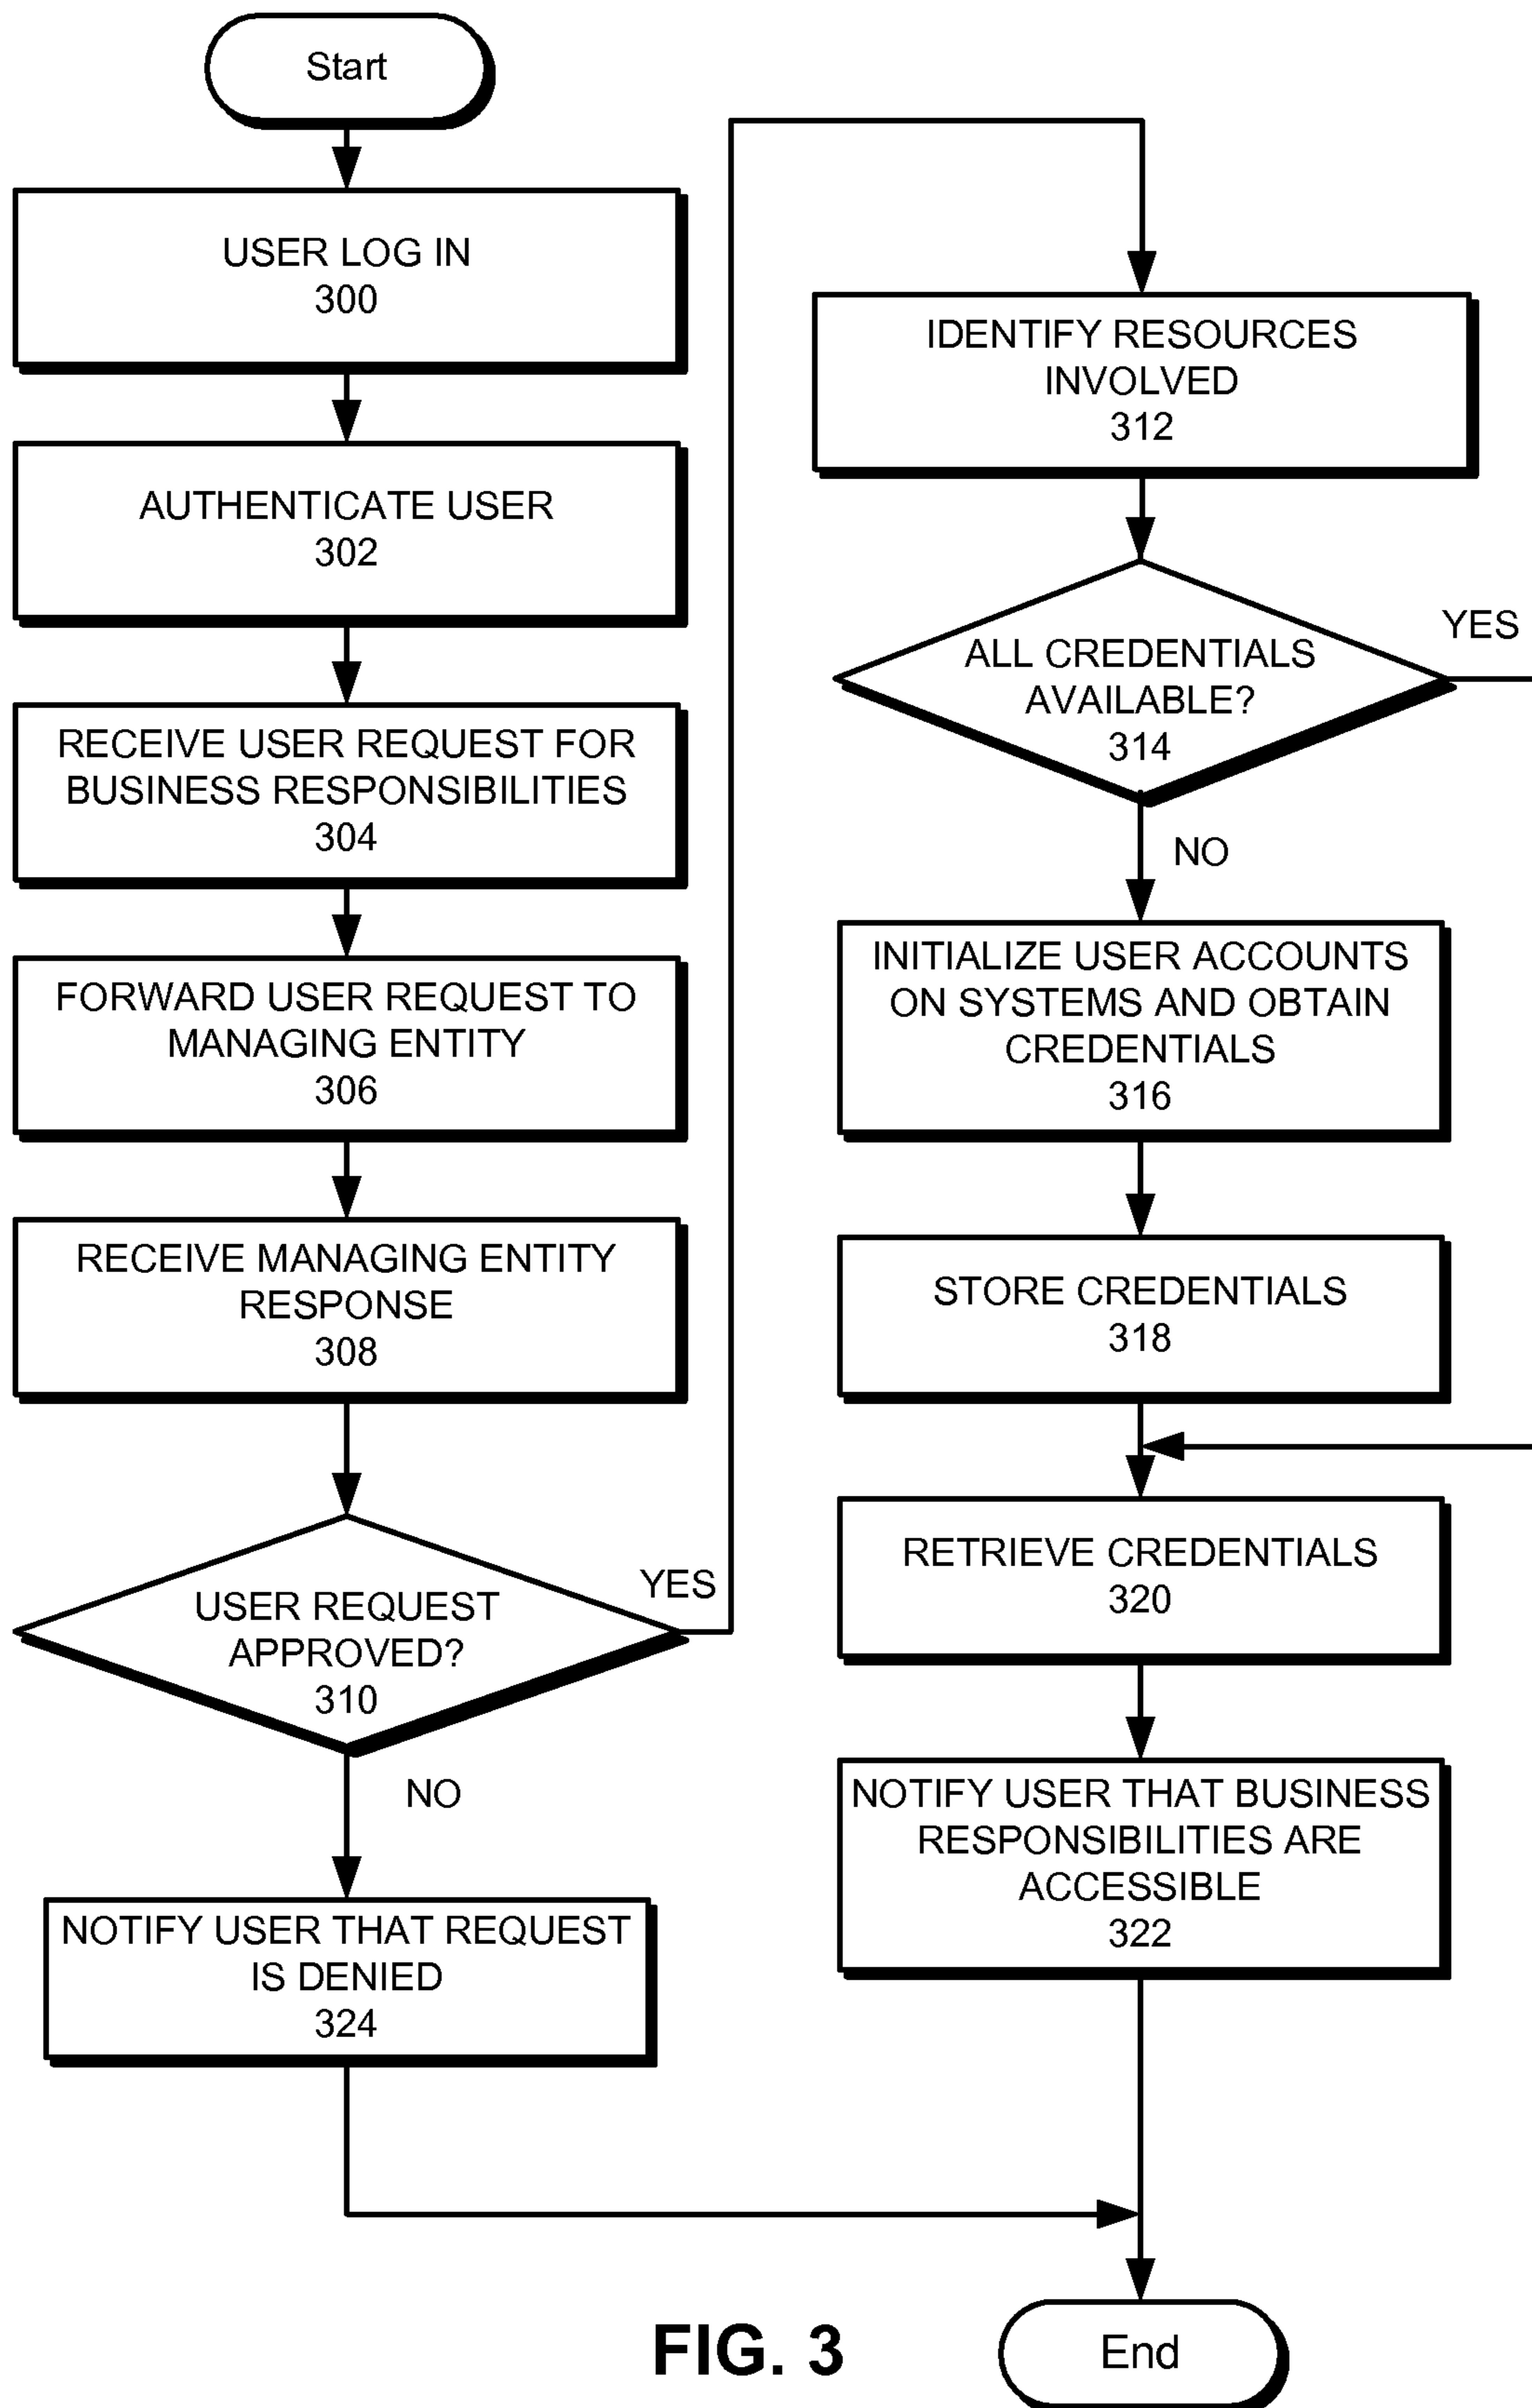 Start
USER LOG IN
300
AUTHENTICATE USER
302
RECEIVE USER REQUEST FOR
BUSINESS RESPONSIBILITIES
304
FORWARD USER REQUEST TO
MANAGING ENTITY
306
RECEIVE MANAGING ENTITY
RESPONSE
308
USER REQUEST
APPROVED?
310
YES
NO
NOTIFY USER THAT REQUEST
IS DENIED
324
IDENTIFY RESOURCES
INVOLVED
312
ALL CREDENTIALS
AVAILABLE?
314
YES
NO
INITIALIZE USER ACCOUNTS
ON SYSTEMS AND OBTAIN
CREDENTIALS
316
STORE CREDENTIALS
318
RETRIEVE CREDENTIALS
320
NOTIFY USER THAT BUSINESS
RESPONSIBILITIES ARE
ACCESSIBLE
322
End
FIG. 3